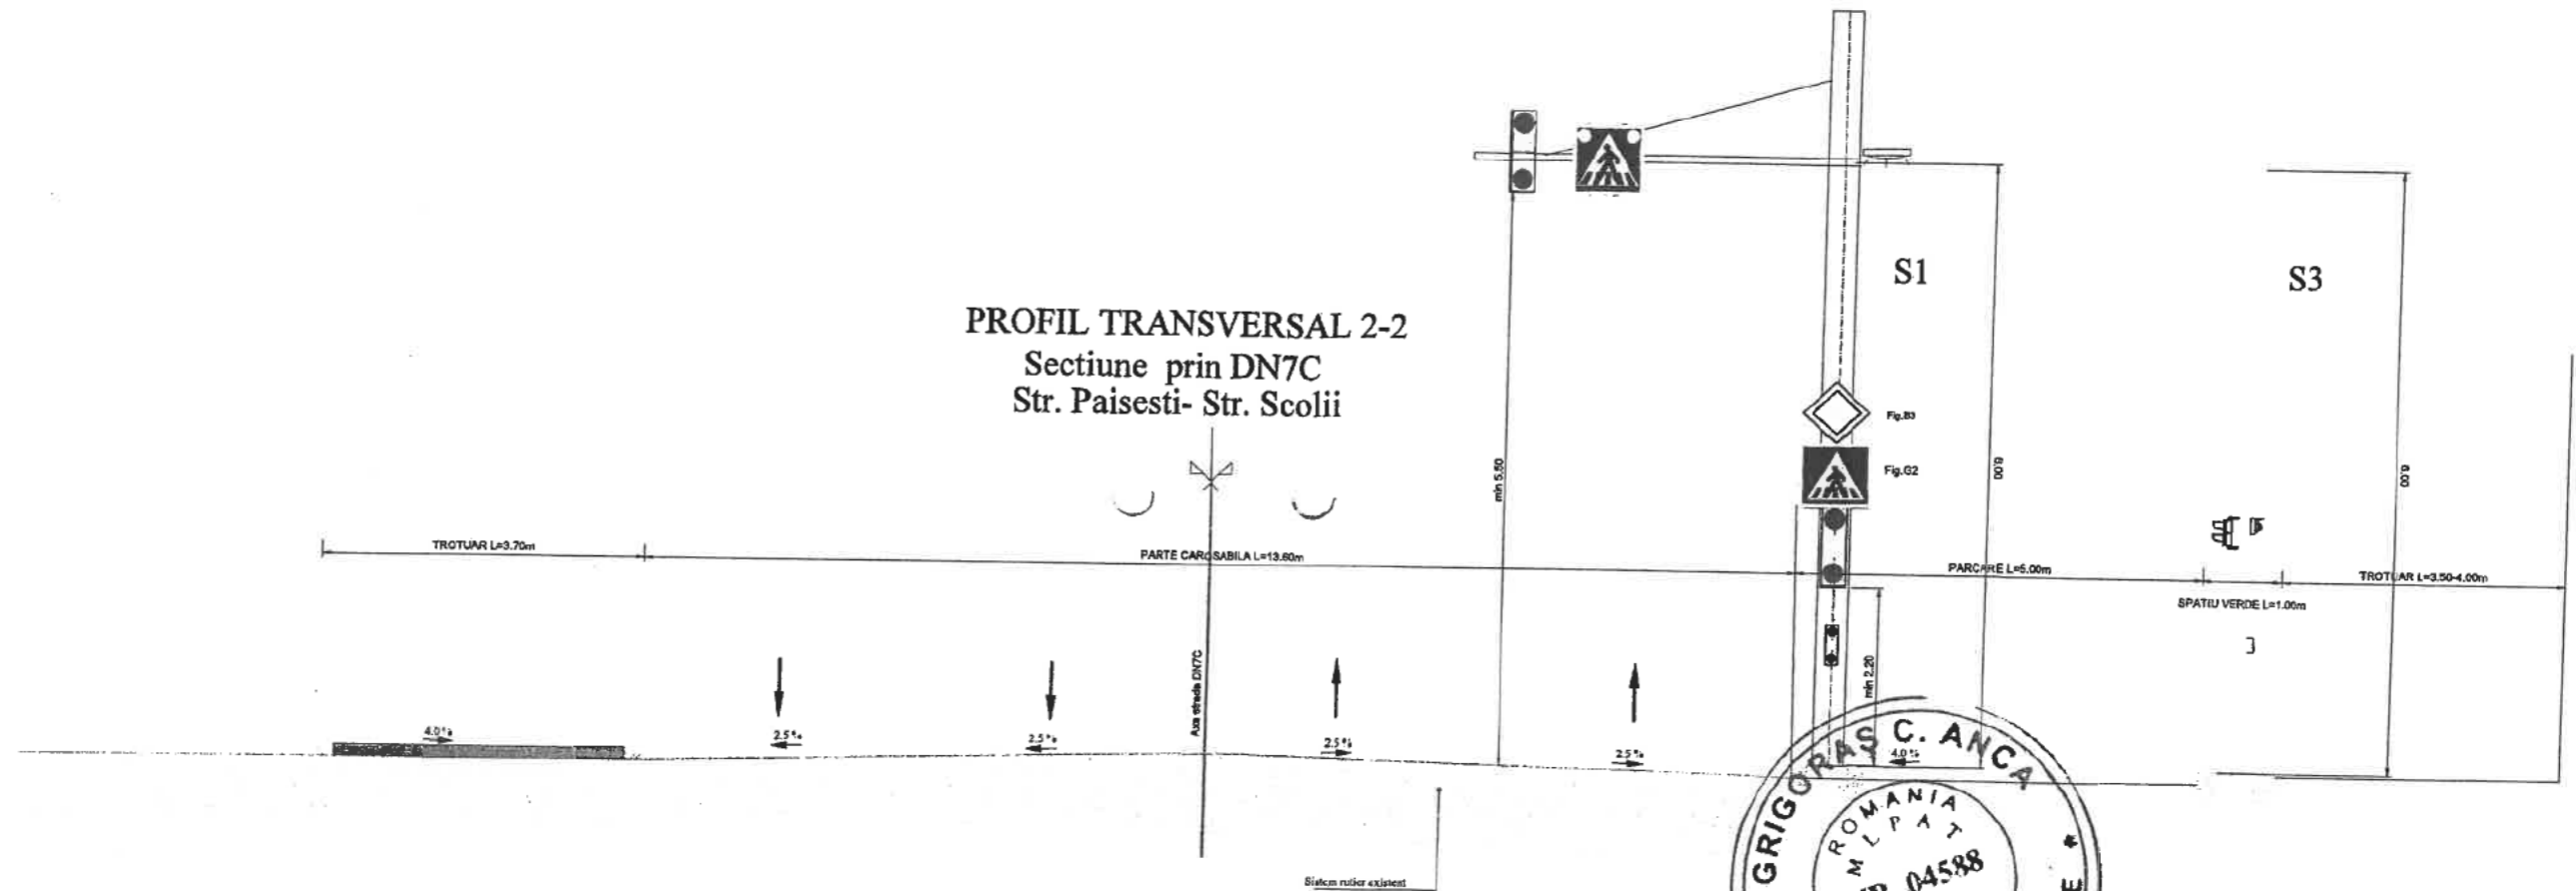 S1
S3
PROFIL TRANSVERSAL 2-2
Sectiune prin DN7C
Str. Paisesti- Str. Scolii
Fig.B3
Fig.G2
min 5.50
6.00
6.00
TROTUAR L=3.70m
PARTE CAROSABILA L=13.60m
PARCARE L=5.00m
TROTUAR L=3.50-4.00m
SPATIU VERDE L=1.00m
Axa strada DN7C
min 2.20
4.0%
2.5%
2.5%
2.5%
2.5%
4.0%
GRIGORAS C. ANCA
ROMANIA
MLPAT
04588
Sistem rutier existent